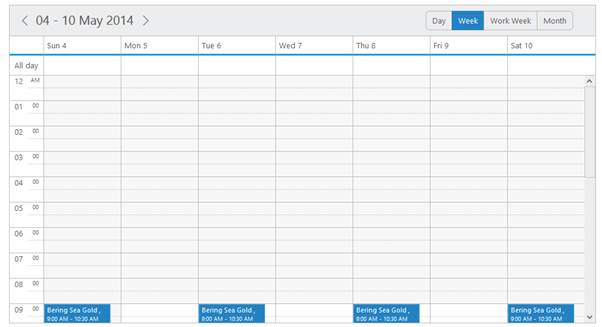 04 - 10 May 2014
Day Week Work Week Month
Sun 4 Mon 5 Tue 6 Wed 7 Thu 8 Fri 9 Sat 10
All day
12 AM
01 00
02 00
03 00
04 00
05 00
06 00
07 00
08 00
09 00
Bering Sea Gold , Bering Sea Gold , Bering Sea Gold , Bering Sea Gold ,
9:00 AM - 10:30 AM 9:00 AM - 10:30 AM 9:00 AM - 10:30 AM 9:00 AM - 10:30 AM